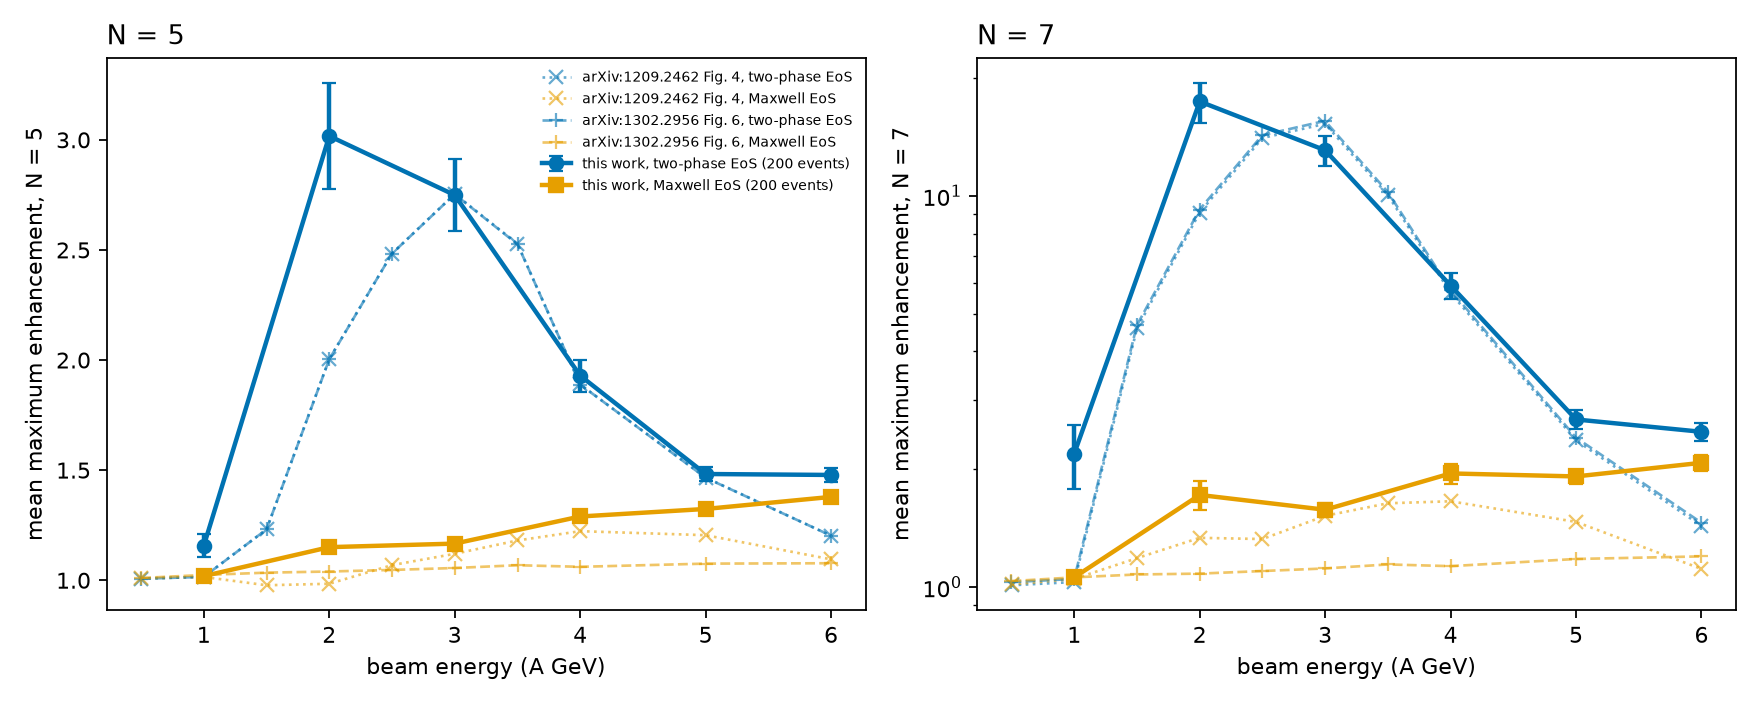 N = 5
mean maximum enhancement, N = 5
3.0
2.5
2.0
1.5
1.0
arXiv:1209.2462 Fig. 4, two-phase EoS
arXiv:1209.2462 Fig. 4, Maxwell EoS
arXiv:1302.2956 Fig. 6, two-phase EoS
arXiv:1302.2956 Fig. 6, Maxwell EoS
this work, two-phase EoS (200 events)
this work, Maxwell EoS (200 events)
1 2 3 4 5 6
beam energy (A GeV)
N = 7
mean maximum enhancement, N = 7
10¹
10⁰
1 2 3 4 5 6
beam energy (A GeV)